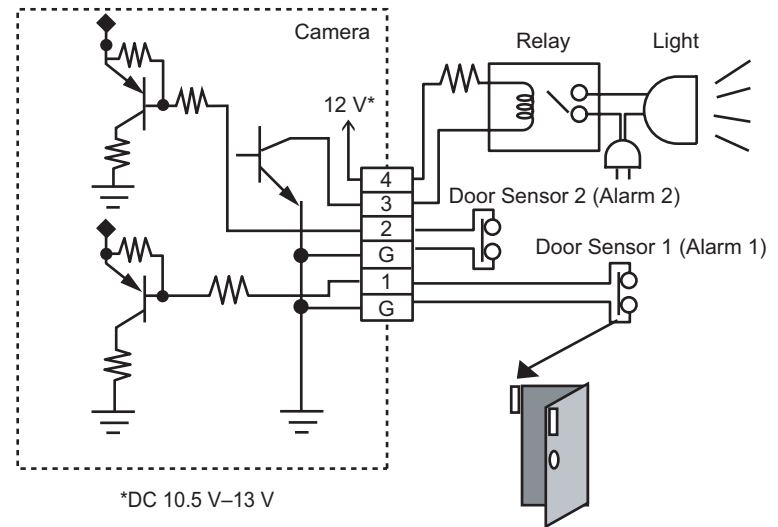 Camera
Relay
Light
12 V*
4
3
2
G
1
G
Door Sensor 2 (Alarm 2)
Door Sensor 1 (Alarm 1)
*DC 10.5 V–13 V